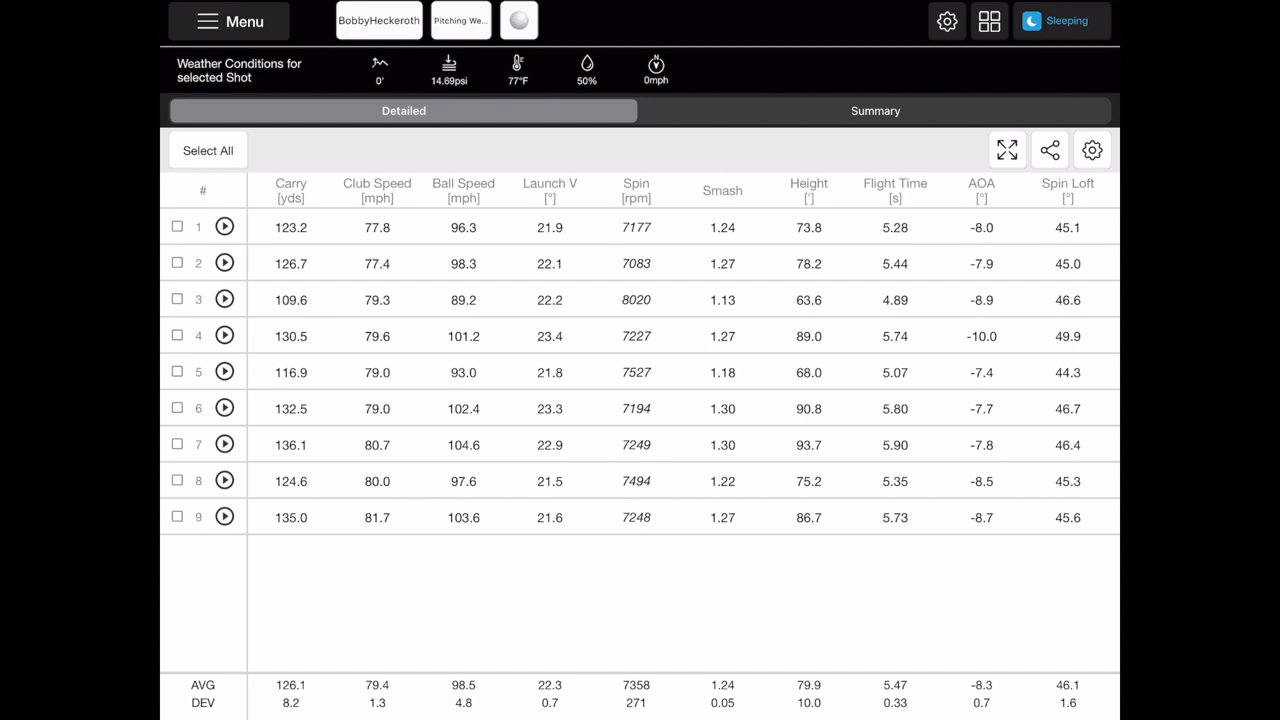 Menu BobbyHeckeroth Pitching We... Sleeping
Weather Conditions for
selected Shot
0' 14.69psi 77°F 50% N 0mph
Detailed Summary
Select All
# Carry [yds] Club Speed [mph] Ball Speed [mph] Launch V [°] Spin [rpm] Smash Height ['] Flight Time [s] AOA [°] Spin Loft [°]
1 123.2 77.8 96.3 21.9 7177 1.24 73.8 5.28 -8.0 45.1
2 126.7 77.4 98.3 22.1 7083 1.27 78.2 5.44 -7.9 45.0
3 109.6 79.3 89.2 22.2 8020 1.13 63.6 4.89 -8.9 46.6
4 130.5 79.6 101.2 23.4 7227 1.27 89.0 5.74 -10.0 49.9
5 116.9 79.0 93.0 21.8 7527 1.18 68.0 5.07 -7.4 44.3
6 132.5 79.0 102.4 23.3 7194 1.30 90.8 5.80 -7.7 46.7
7 136.1 80.7 104.6 22.9 7249 1.30 93.7 5.90 -7.8 46.4
8 124.6 80.0 97.6 21.5 7494 1.22 75.2 5.35 -8.5 45.3
9 135.0 81.7 103.6 21.6 7248 1.27 86.7 5.73 -8.7 45.6
AVG 126.1 79.4 98.5 22.3 7358 1.24 79.9 5.47 -8.3 46.1
DEV 8.2 1.3 4.8 0.7 271 0.05 10.0 0.33 0.7 1.6